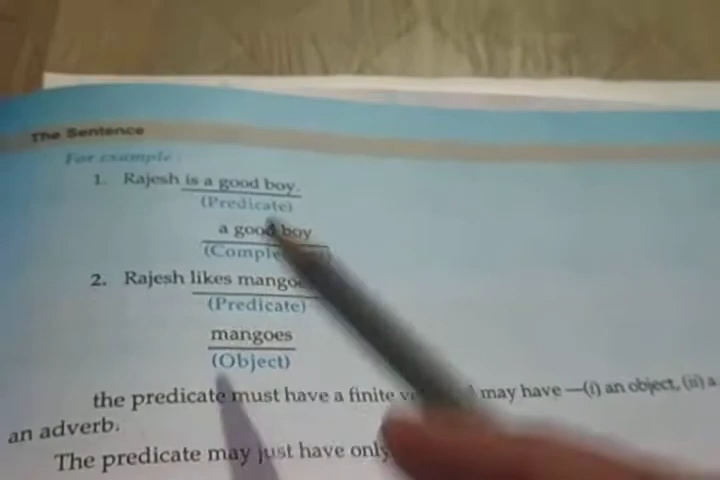 The Sentence
For example
1. Rajesh is a good boy.
(Predicate)
a good boy
2. Rajesh likes
(Predicate)
mangoes
(Object)
the predicate must have a finite may have —(i) an object, (ii) a
an adverb.
The predicate may just have only